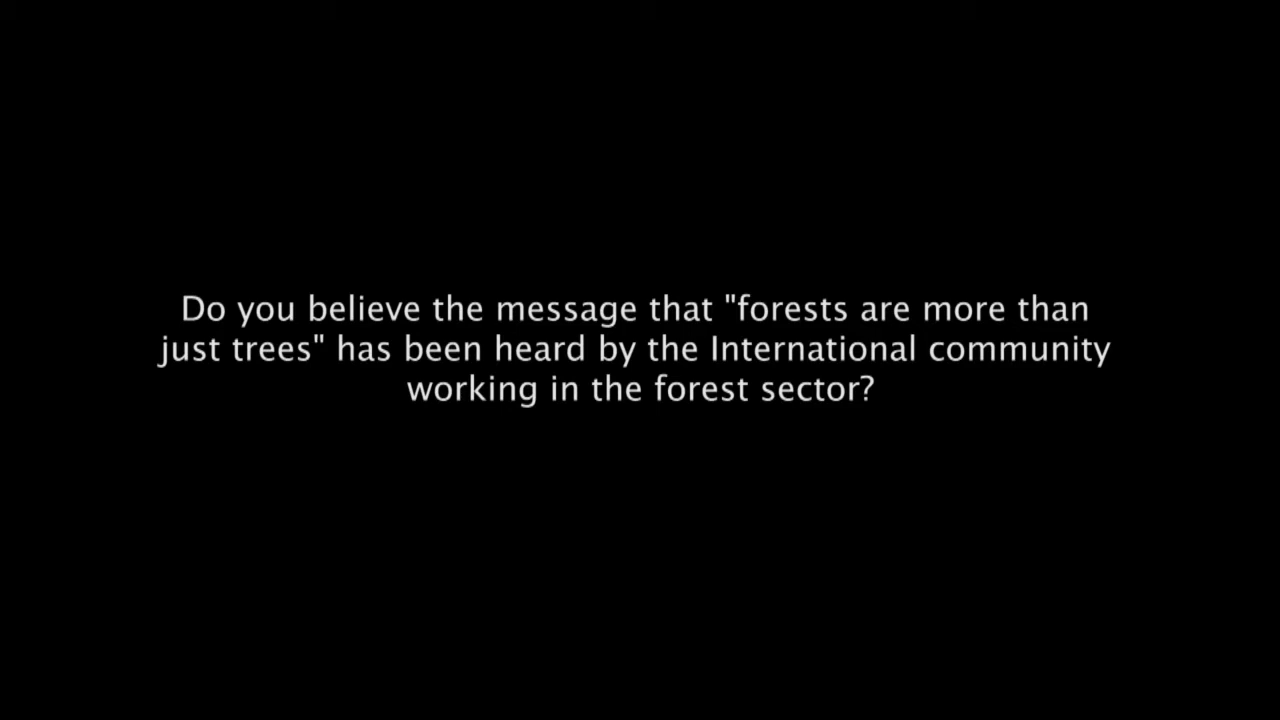 Do you believe the message that "forests are more than
just trees" has been heard by the International community
working in the forest sector?